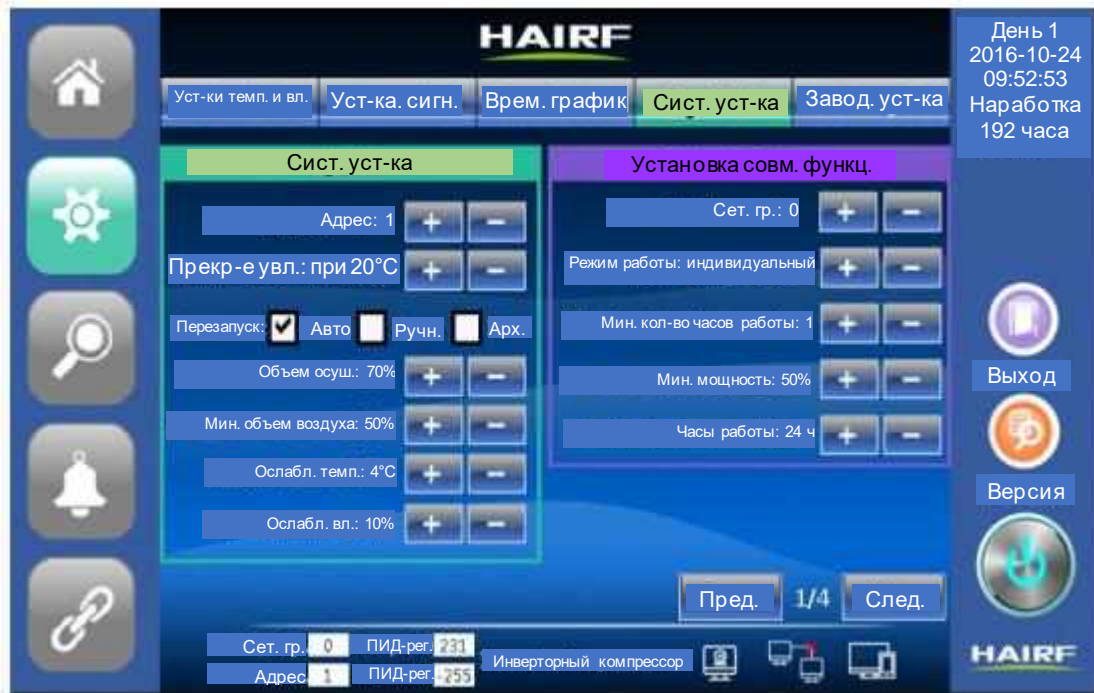 HAIRF
День 1
2016-10-24
09:52:53
Наработка
192 часа
Уст-ки темп. и вл.
Уст-ка. сигн.
Врем. график
Сист. уст-ка
Завод. уст-ка
Сист. уст-ка
Адрес: 1 + -
Прекр-е увл.: при 20°C + -
Перезапуск: Авто Ручн. Арх.
Объем осуш.: 70% + -
Мин. объем воздуха: 50% + -
Ослабл. темп.: 4°C + -
Ослабл. вл.: 10% + -
Установка совм. функц.
Сет. гр.: 0 + -
Режим работы: индивидуальный + -
Мин. кол-во часов работы: 1 + -
Мин. мощность: 50% + -
Часы работы: 24 ч + -
Выход
Версия
Пред. 1/4 След.
Сет. гр. 0 ПИД-рег. 231
Адрес 1 ПИД-рег. -255
Инверторный компрессор
HAIRF